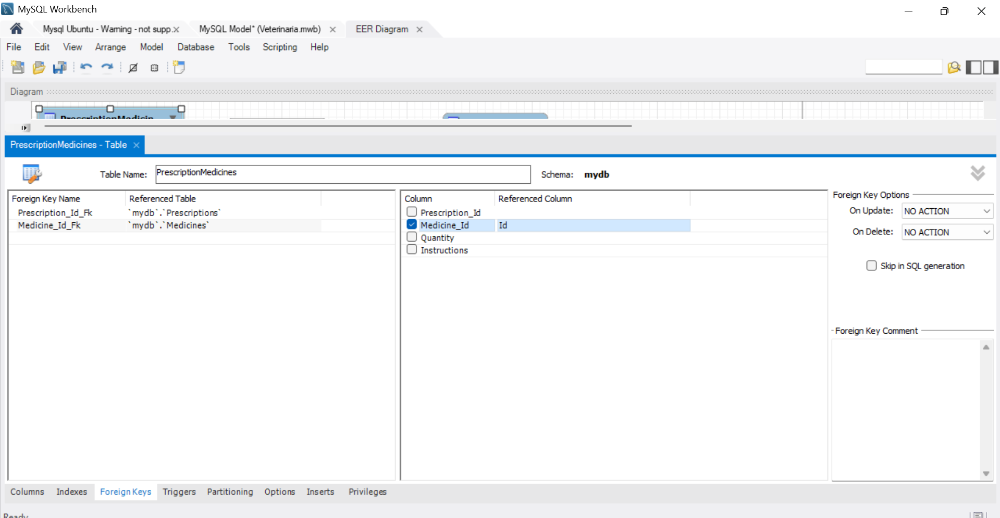 MySQL Workbench
Mysql Ubuntu - Warning - not supp.
MySQL Model* (Veterinaria.mwb)
EER Diagram
File Edit View Arrange Model Database Tools Scripting Help
Diagram
PrescriptionMedicin
PrescriptionMedicines - Table
Table Name: PrescriptionMedicines Schema: mydb
Foreign Key Name Referenced Table
Prescription_Id_Fk `mydb`.`Prescriptions`
Medicine_Id_Fk `mydb`.`Medicines`
Column Referenced Column
Prescription_Id
Medicine_Id Id
Quantity
Instructions
Foreign Key Options
On Update: NO ACTION
On Delete: NO ACTION
Skip in SQL generation
Foreign Key Comment
Columns Indexes Foreign Keys Triggers Partitioning Options Inserts Privileges
Ready